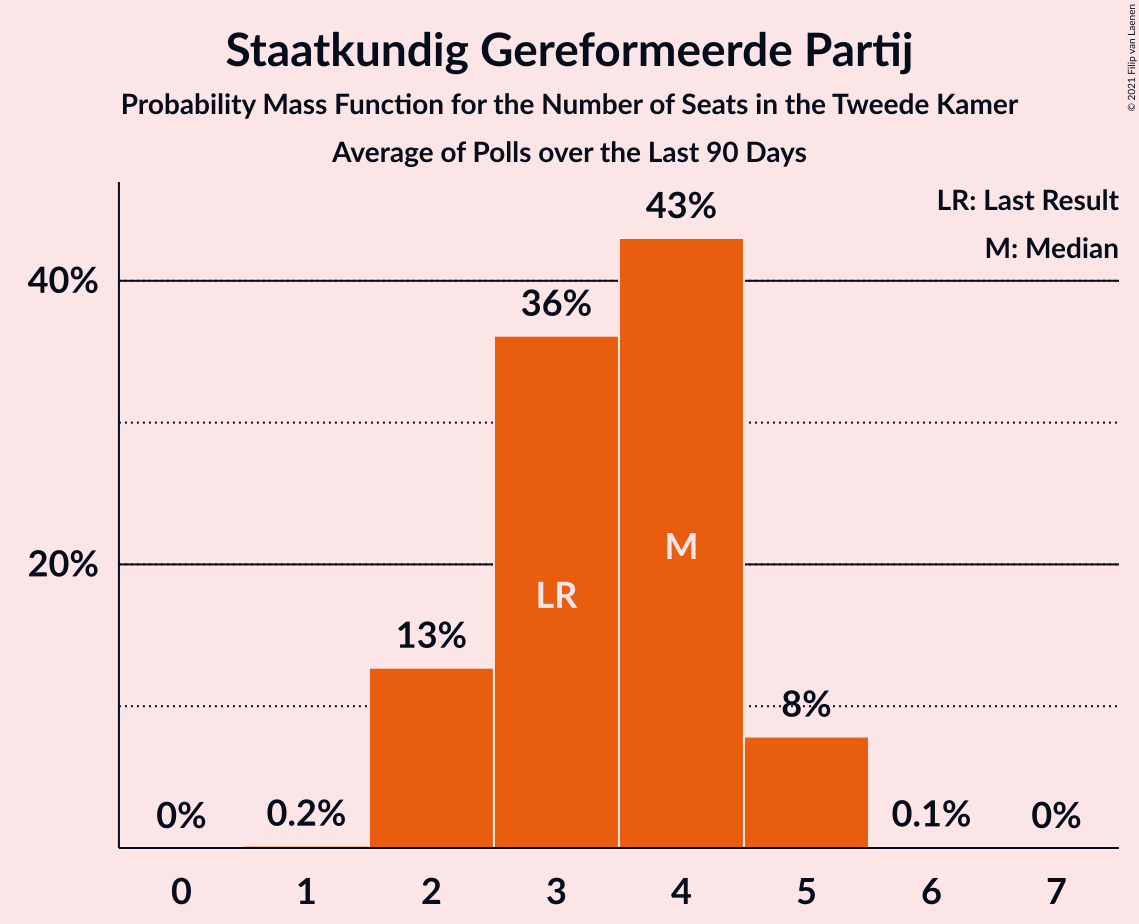 Staatkundig Gereformeerde Partij
Probability Mass Function for the Number of Seats in the Tweede Kamer
Average of Polls over the Last 90 Days
© 2021 Filip van Laenen
LR: Last Result
M: Median
43%
40%
36%
M
20%
LR
13%
8%
0%
0.2%
0.1%
0%
0 1 2 3 4 5 6 7